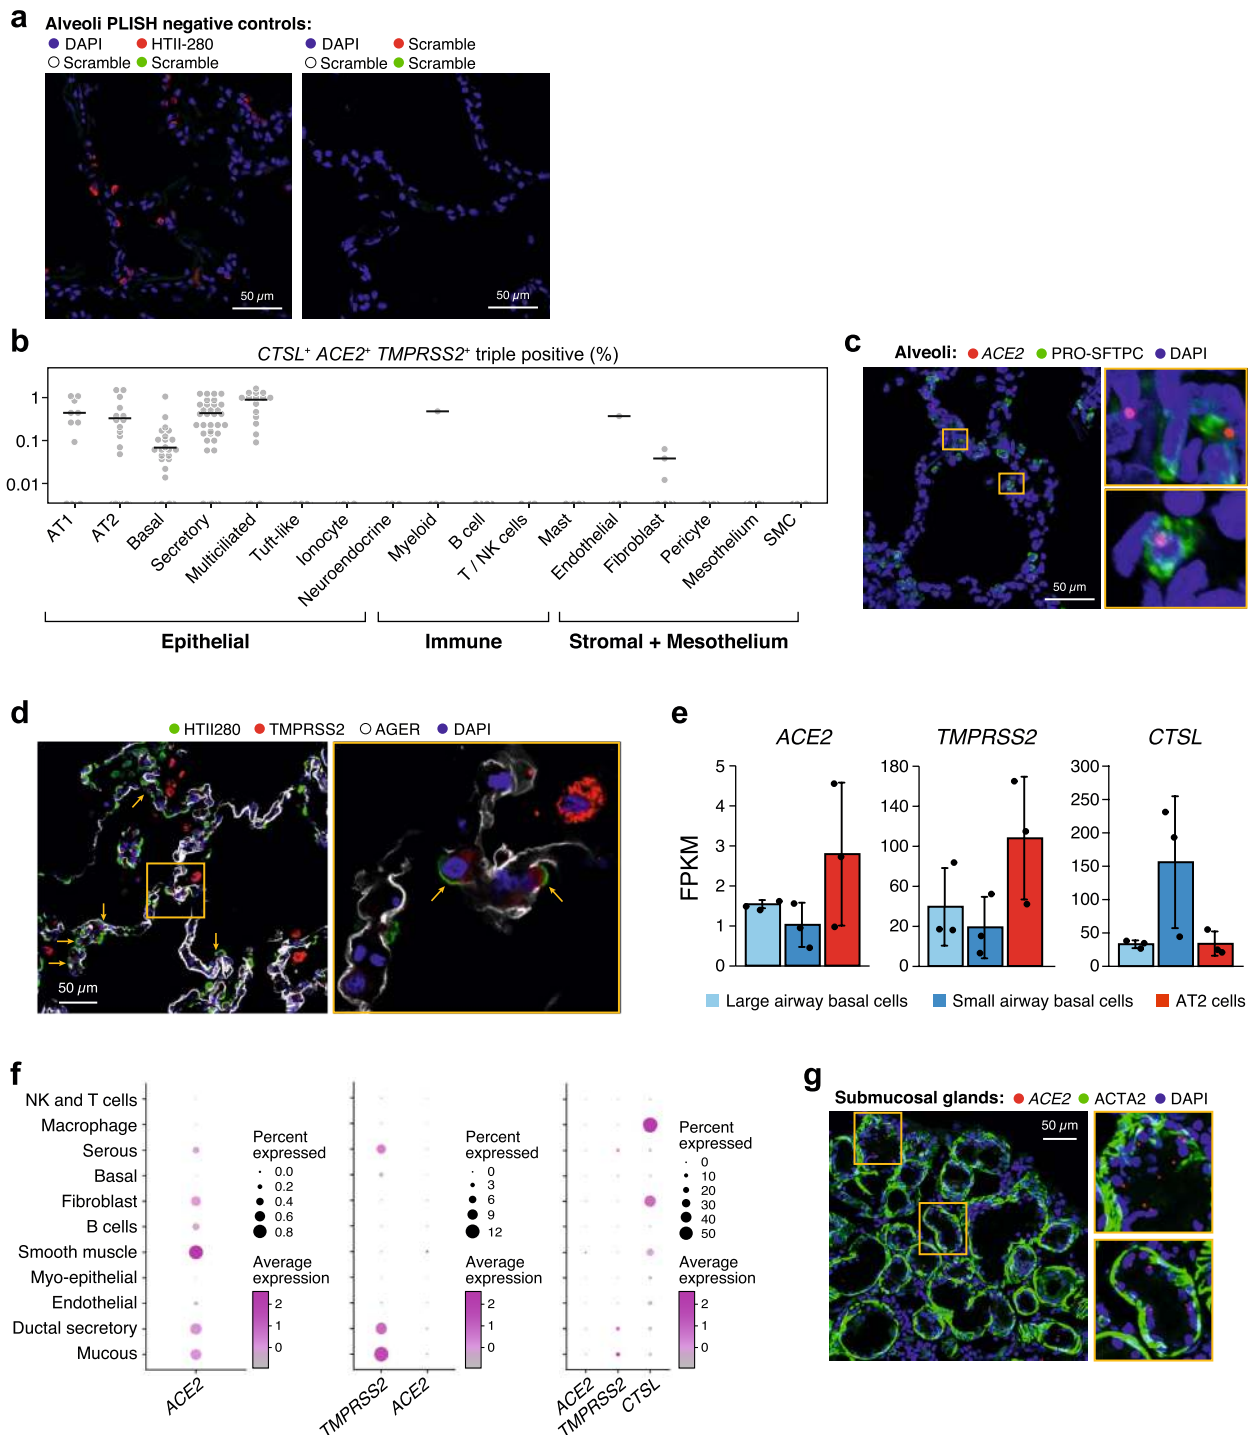 a
Alveoli PLISH negative controls:
DAPI HTII-280
Scramble Scramble
DAPI Scramble
Scramble Scramble
50 µm
50 µm
b
CTSL+ ACE2+ TMPRSS2+ triple positive (%)
1
0.1
0.01
AT1
AT2
Basal
Secretory
Multiciliated
Tuft-like
Ionocyte
Neuroendocrine
Myeloid
B cell
T / NK cells
Mast
Endothelial
Fibroblast
Pericyte
Mesothelium
SMC
Epithelial
Immune
Stromal + Mesothelium
c
Alveoli: ACE2 PRO-SFTPC DAPI
50 µm
d
HTII280 TMPRSS2 AGER DAPI
50 µm
e
FPKM
ACE2
5
4
3
2
1
0
TMPRSS2
180
140
100
60
20
0
CTSL
300
250
200
150
100
50
0
Large airway basal cells Small airway basal cells AT2 cells
f
NK and T cells
Macrophage
Serous
Basal
Fibroblast
B cells
Smooth muscle
Myo-epithelial
Endothelial
Ductal secretory
Mucous
ACE2
Percent
expressed
0.0
0.2
0.4
0.6
0.8
Average
expression
2
1
0
TMPRSS2
ACE2
Percent
expressed
0
3
6
9
12
Average
expression
2
1
0
ACE2
TMPRSS2
CTSL
Percent
expressed
0
10
20
30
40
50
Average
expression
2
1
0
g
Submucosal glands: ACE2 ACTA2 DAPI
50 µm